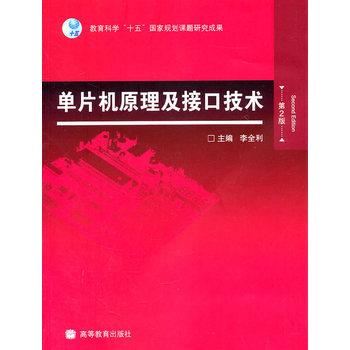 十五
教育科学“十五”国家规划课题研究成果
单片机原理及接口技术
Second Edition
第2版
□主编 李全利
高等教育出版社